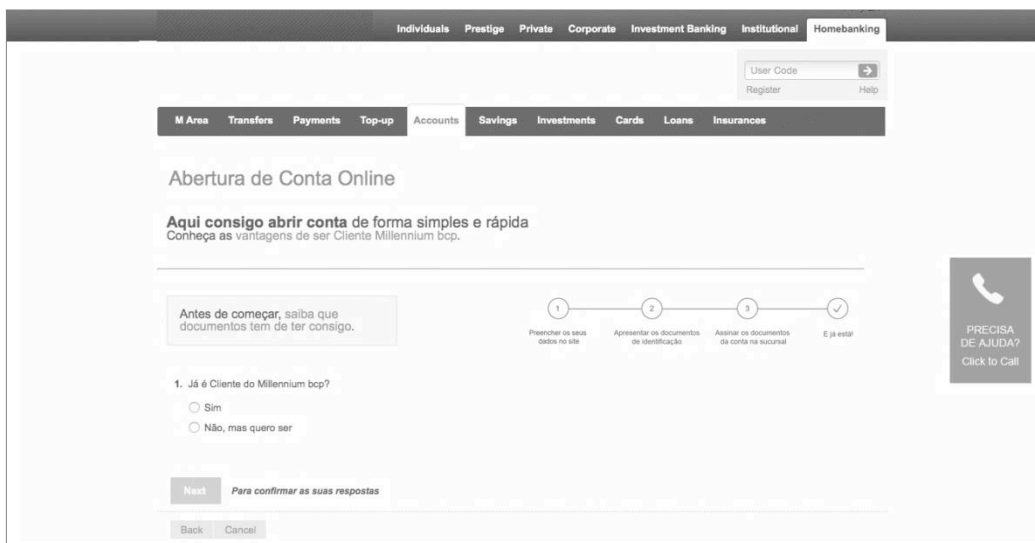 Individuals Prestige Private Corporate Investment Banking Institutional Homebanking
User Code
Register Help
M Area Transfers Payments Top-up Accounts Savings Investments Cards Loans Insurances
Abertura de Conta Online
Aqui consigo abrir conta de forma simples e rápida
Conheça as vantagens de ser Cliente Millennium bcp.
Antes de começar, saiba que
documentos tem de ter consigo.
1 2 3
Preencher os seus
dados no site
Apresentar os documentos
de identificação
Assinar os documentos
da conta na sucursal
E já está!
PRECISA
DE AJUDA?
Click to Call
1. Já é Cliente do Millennium bcp?
Sim
Não, mas quero ser
Next Para confirmar as suas respostas
Back Cancel